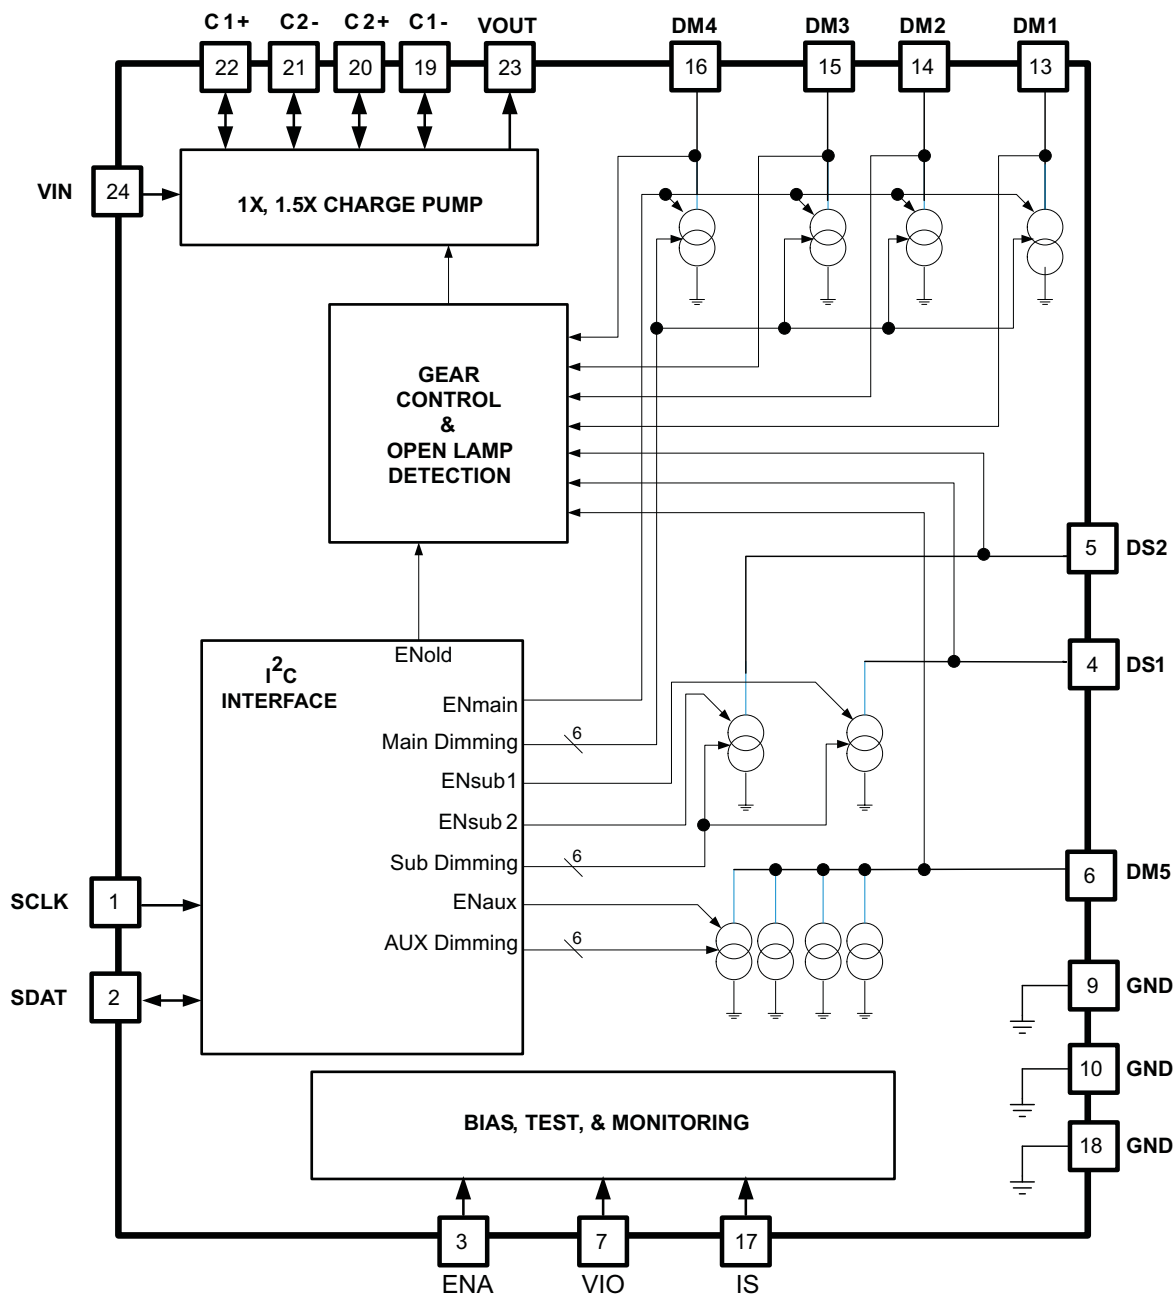 C1+ C2- C2+ C1- VOUT DM4 DM3 DM2 DM1
22 21 20 19 23 16 15 14 13
VIN 24
1X, 1.5X CHARGE PUMP
GEAR
CONTROL
&
OPEN LAMP
DETECTION
5 DS2
4 DS1
ENold
I2C
INTERFACE
ENmain
Main Dimming 6
ENsub1
ENsub 2
Sub Dimming 6
ENaux
AUX Dimming 6
6 DM5
SCLK 1
SDAT 2
9 GND
10 GND
18 GND
BIAS, TEST, & MONITORING
3 7 17
ENA VIO IS